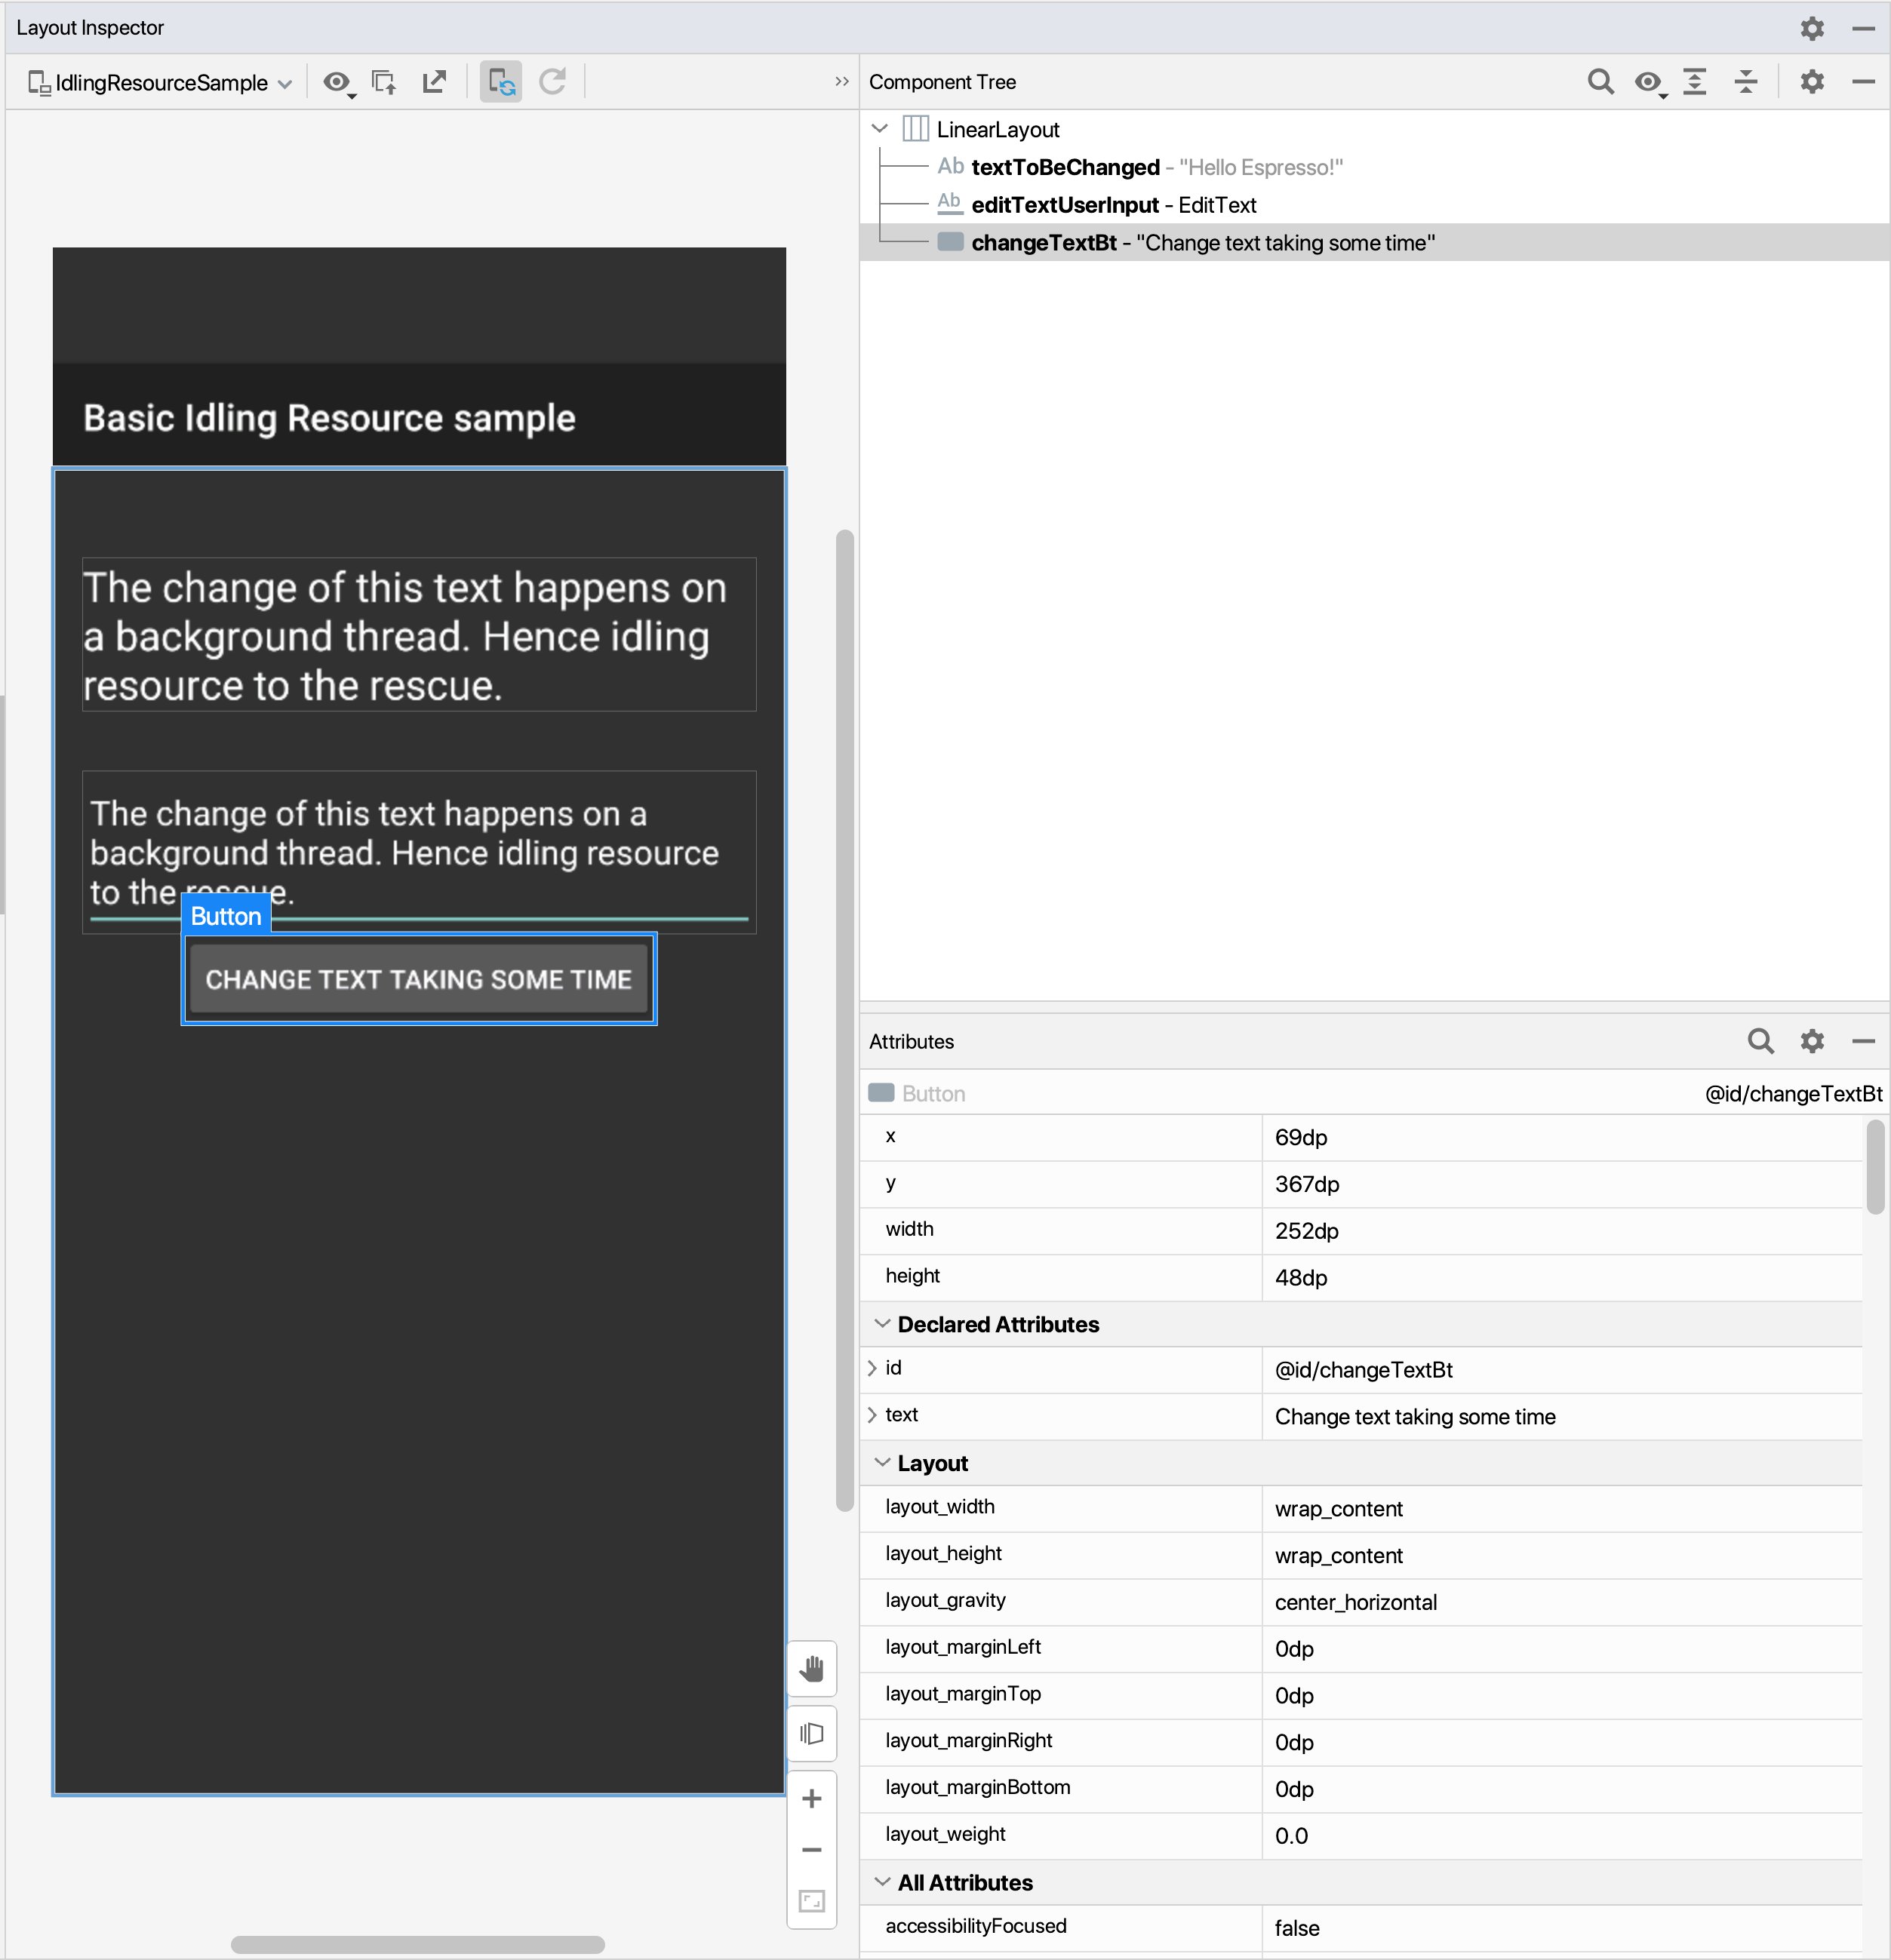 Layout Inspector
IdlingResourceSample
Component Tree
LinearLayout
Ab textToBeChanged - "Hello Espresso!"
Ab editTextUserInput - EditText
changeTextBt - "Change text taking some time"
Basic Idling Resource sample
The change of this text happens on
a background thread. Hence idling
resource to the rescue.
The change of this text happens on a
background thread. Hence idling resource
to the rescue.
Button
CHANGE TEXT TAKING SOME TIME
Attributes
Button @id/changeTextBt
x 69dp
y 367dp
width 252dp
height 48dp
Declared Attributes
id @id/changeTextBt
text Change text taking some time
Layout
layout_width wrap_content
layout_height wrap_content
layout_gravity center_horizontal
layout_marginLeft 0dp
layout_marginTop 0dp
layout_marginRight 0dp
layout_marginBottom 0dp
layout_weight 0.0
All Attributes
accessibilityFocused false